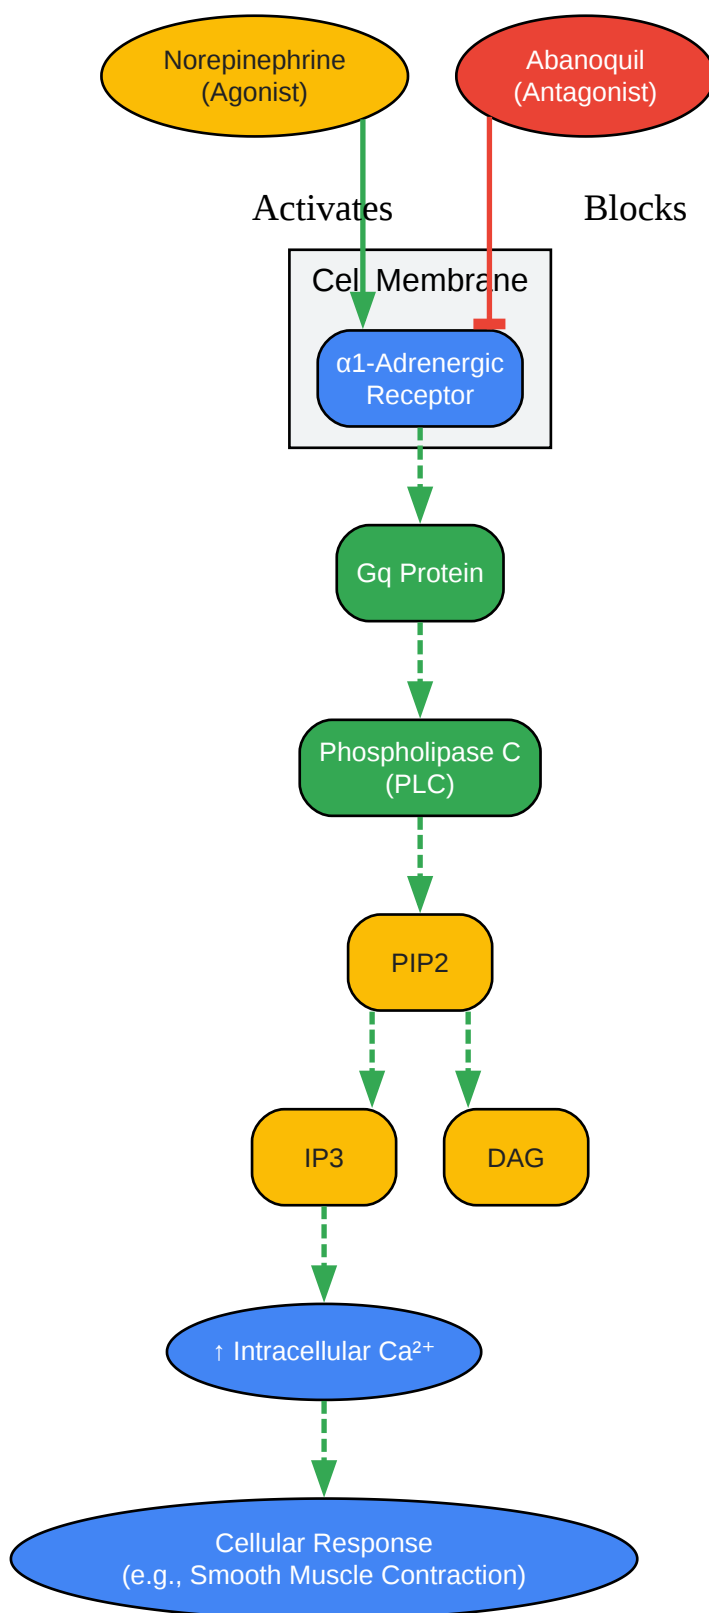 Norepinephrine
(Agonist)
Abanoquil
(Antagonist)
Activates
Blocks
Cell Membrane
α1-Adrenergic
Receptor
Gq Protein
Phospholipase C
(PLC)
PIP2
IP3
DAG
↑ Intracellular Ca²⁺
Cellular Response
(e.g., Smooth Muscle Contraction)